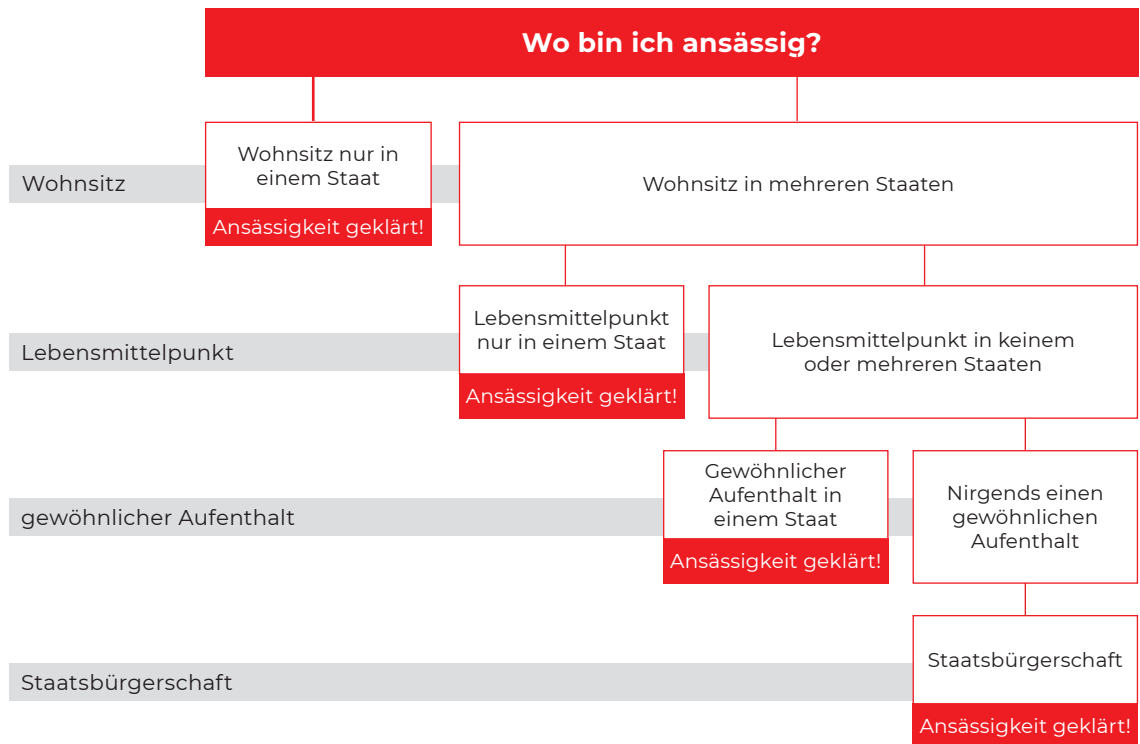 Wo bin ich ansässig?
Wohnsitz
Wohnsitz nur in
einem Staat
Ansässigkeit geklärt!
Wohnsitz in mehreren Staaten
Lebensmittelpunkt
Lebensmittelpunkt
nur in einem Staat
Ansässigkeit geklärt!
Lebensmittelpunkt in keinem
oder mehreren Staaten
gewöhnlicher Aufenthalt
Gewöhnlicher
Aufenthalt in
einem Staat
Ansässigkeit geklärt!
Nirgends einen
gewöhnlichen
Aufenthalt
Staatsbürgerschaft
Staatsbürgerschaft
Ansässigkeit geklärt!